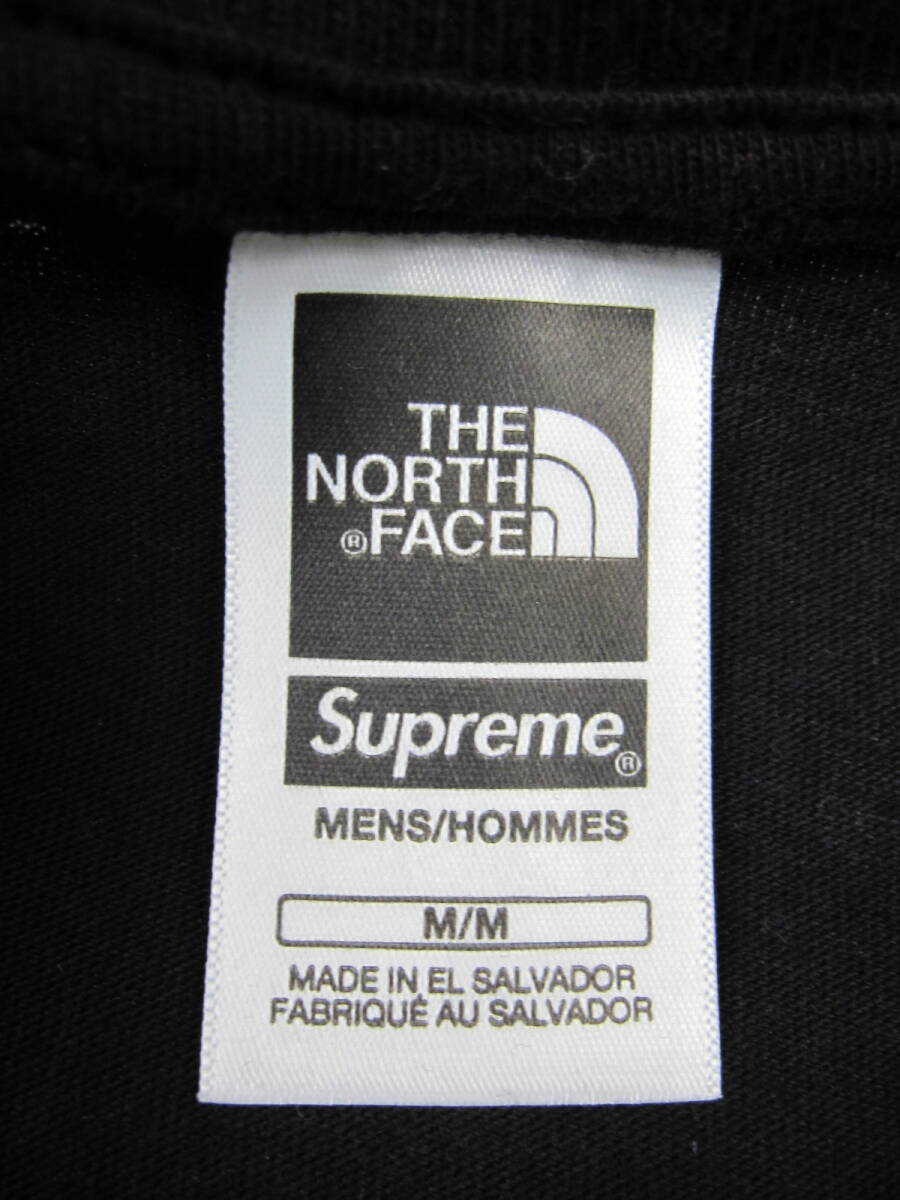 THE
NORTH
®FACE
Supreme®
MENS/HOMMES
M/M
MADE IN EL SALVADOR
FABRIQUÉ AU SALVADOR